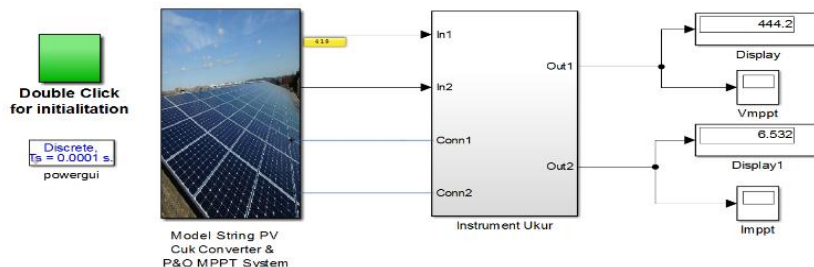 Double Click
for initialitation
Discrete,
Ts = 0.0001 s.
powergui
419
Model String PV
Cuk Converter &
P&O MPPT System
In1
In2
Conn1
Conn2
Out1
Out2
Instrument Ukur
444.2
Display
Vmppt
6.532
Display1
Imppt